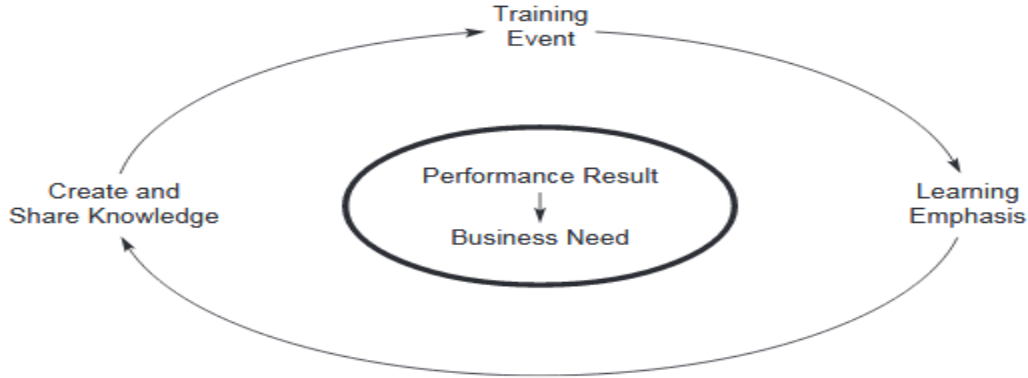 Training
Event
Performance Result
Business Need
Create and
Share Knowledge
Learning
Emphasis